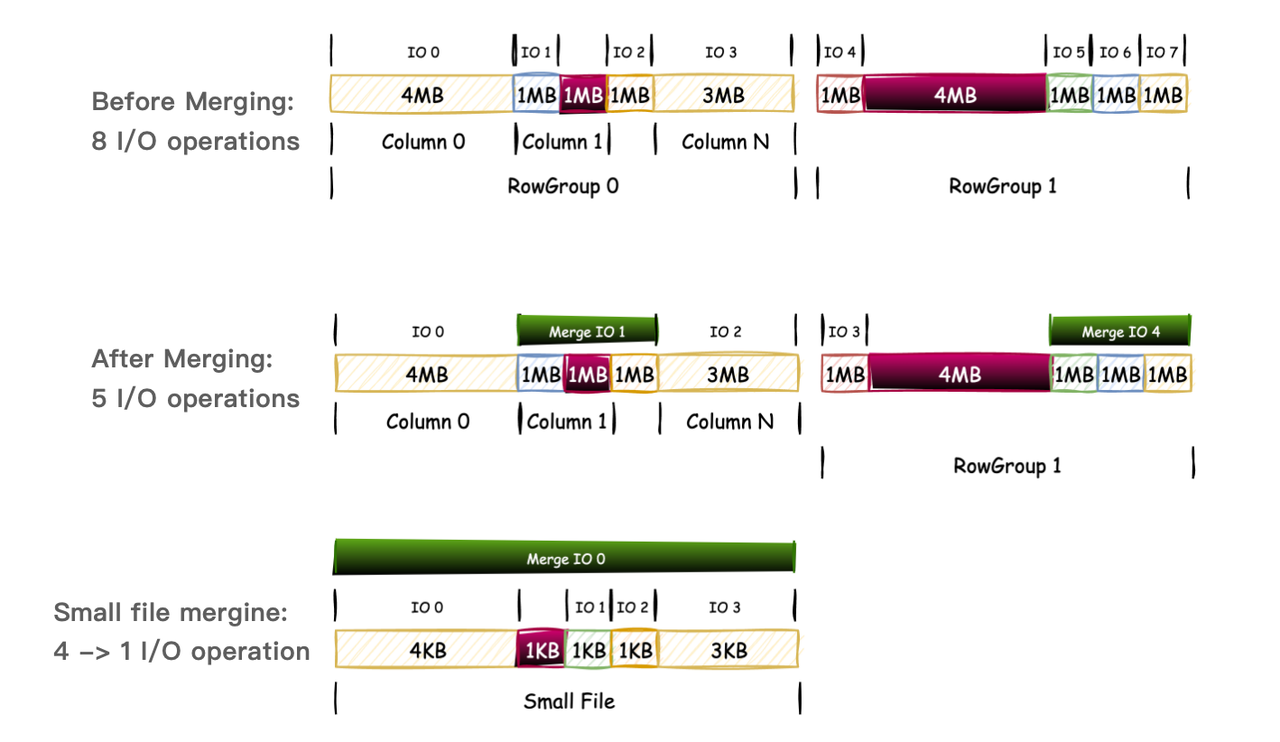 IO 0 IO 1 IO 2 IO 3 IO 4 IO 5 IO 6 IO 7
Before Merging:
8 I/O operations
4MB 1MB 1MB 1MB 3MB 1MB 4MB 1MB 1MB 1MB
Column 0 Column 1 Column N
RowGroup 0 RowGroup 1
IO 0 Merge IO 1 IO 2 IO 3 Merge IO 4
After Merging:
5 I/O operations
4MB 1MB 1MB 1MB 3MB 1MB 4MB 1MB 1MB 1MB
Column 0 Column 1 Column N
RowGroup 1
Merge IO 0
Small file mergine:
4 -> 1 I/O operation
IO 0 IO 1 IO 2 IO 3
4KB 1KB 1KB 1KB 3KB
Small File